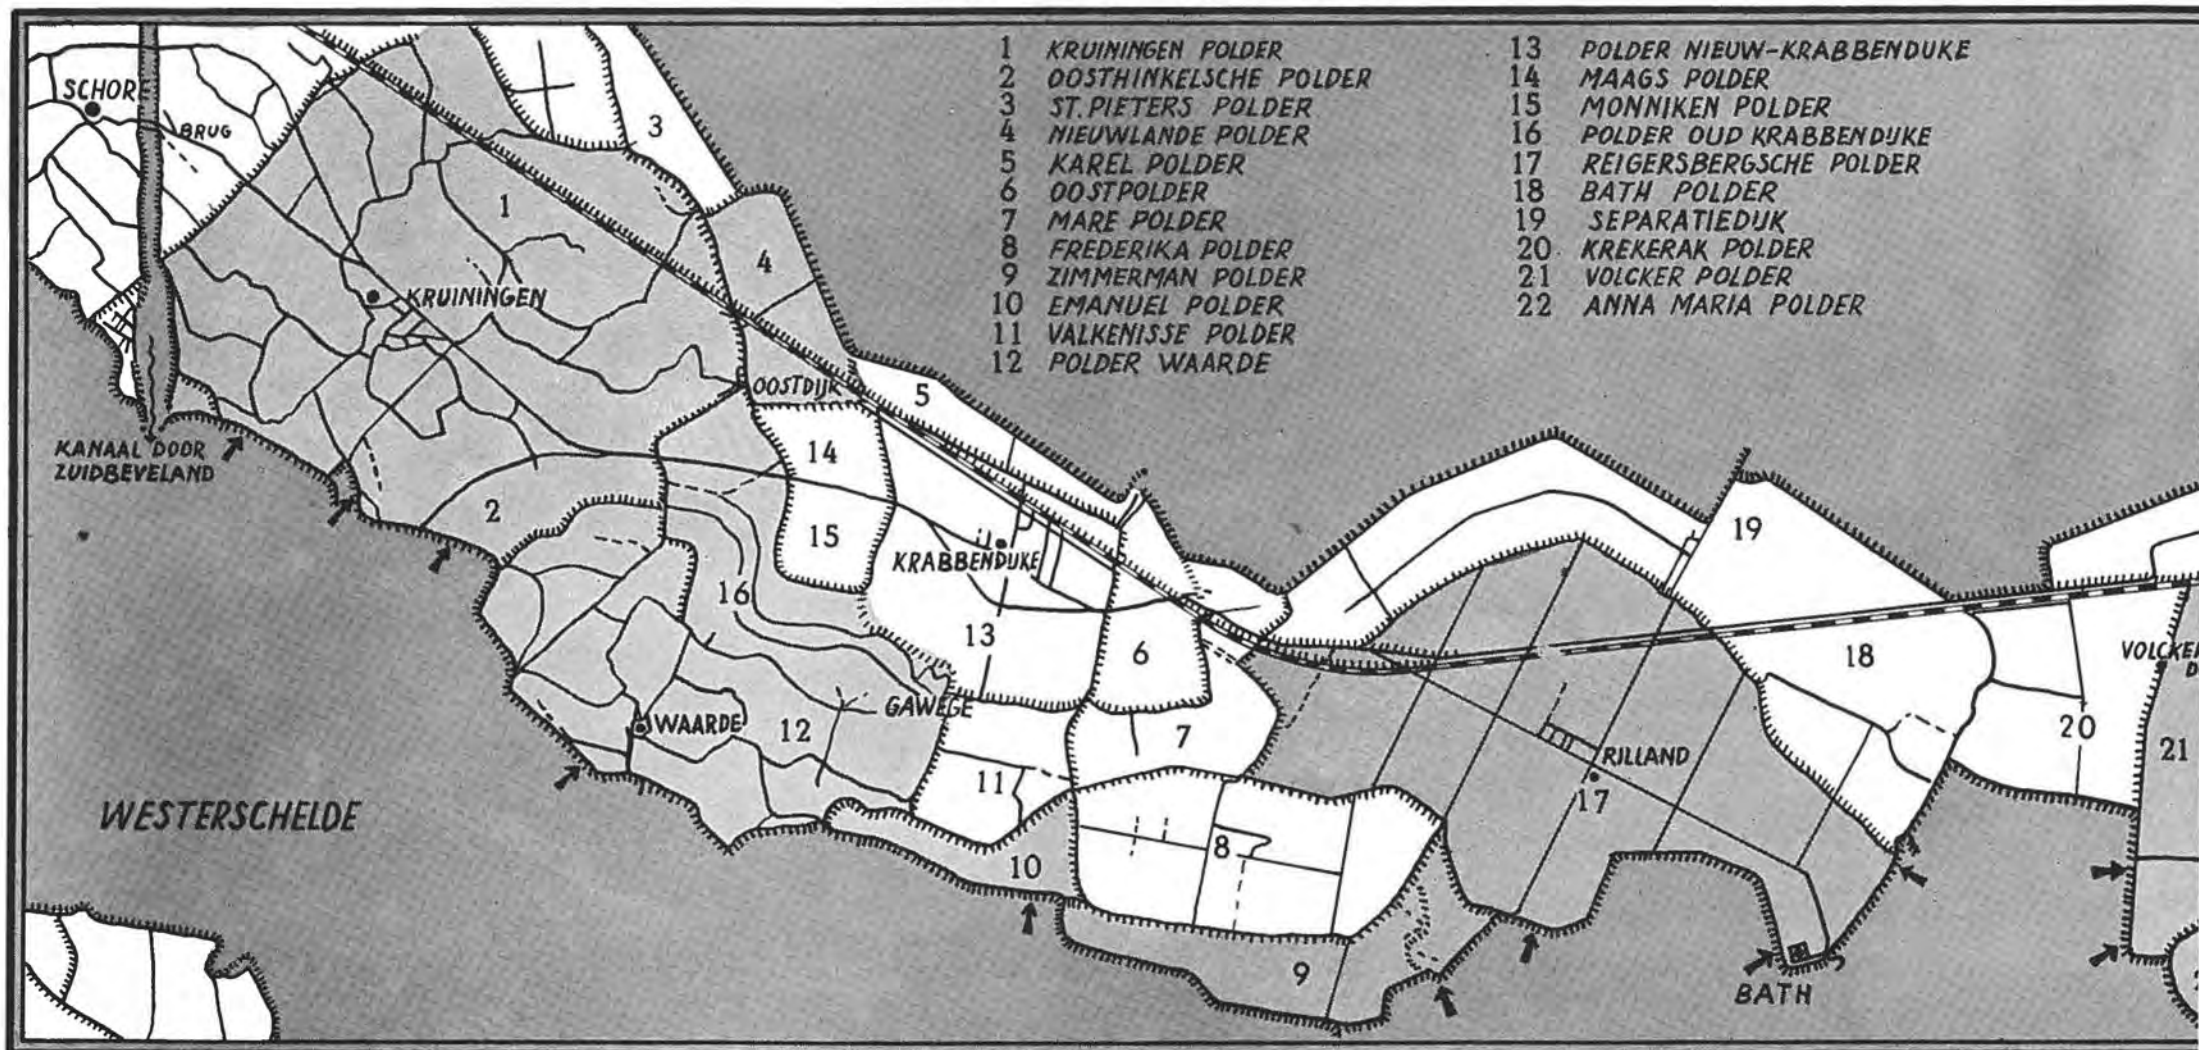 1 KRUININGEN POLDER
2 OOSTHINKELSCHE POLDER
3 ST. PIETERS POLDER
4 NIEUWLANDE POLDER
5 KAREL POLDER
6 OOSTPOLDER
7 MARE POLDER
8 FREDERIKA POLDER
9 ZIMMERMAN POLDER
10 EMANUEL POLDER
11 VALKENISSE POLDER
12 POLDER WAARDE
13 POLDER NIEUW-KRABBENDIJKE
14 MAAGS POLDER
15 MONNIKEN POLDER
16 POLDER OUD KRABBENDIJKE
17 REIGERSBERGSCHE POLDER
18 BATH POLDER
19 SEPARATIEDIJK
20 KREKERAK POLDER
21 VOLCKER POLDER
22 ANNA MARIA POLDER
SCHORE
BRUG
3
1
4
KRUININGEN
OOSTDIJK
5
KANAAL DOOR
ZUIDBEVELAND
14
2
15
19
KRABBENDIJKE
16
13
6
18
VOLCKER
D
GAWEGE
WAARDE
12
7
20
21
RILLAND
11
17
WESTERSCHELDE
8
10
9
BATH